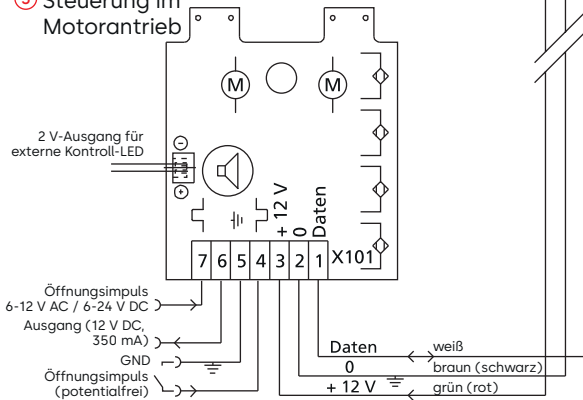 ③ Steuerung im
Motorantrieb
M
M
2 V-Ausgang für
externe Kontroll-LED
+ 12 V
0
Daten
7 6 5 4 3 2 1 X101
Öffnungsimpuls
6-12 V AC / 6-24 V DC
Ausgang (12 V DC,
350 mA)
GND
Öffnungsimpuls
(potentialfrei)
Daten weiß
0 braun (schwarz)
+ 12 V grün (rot)